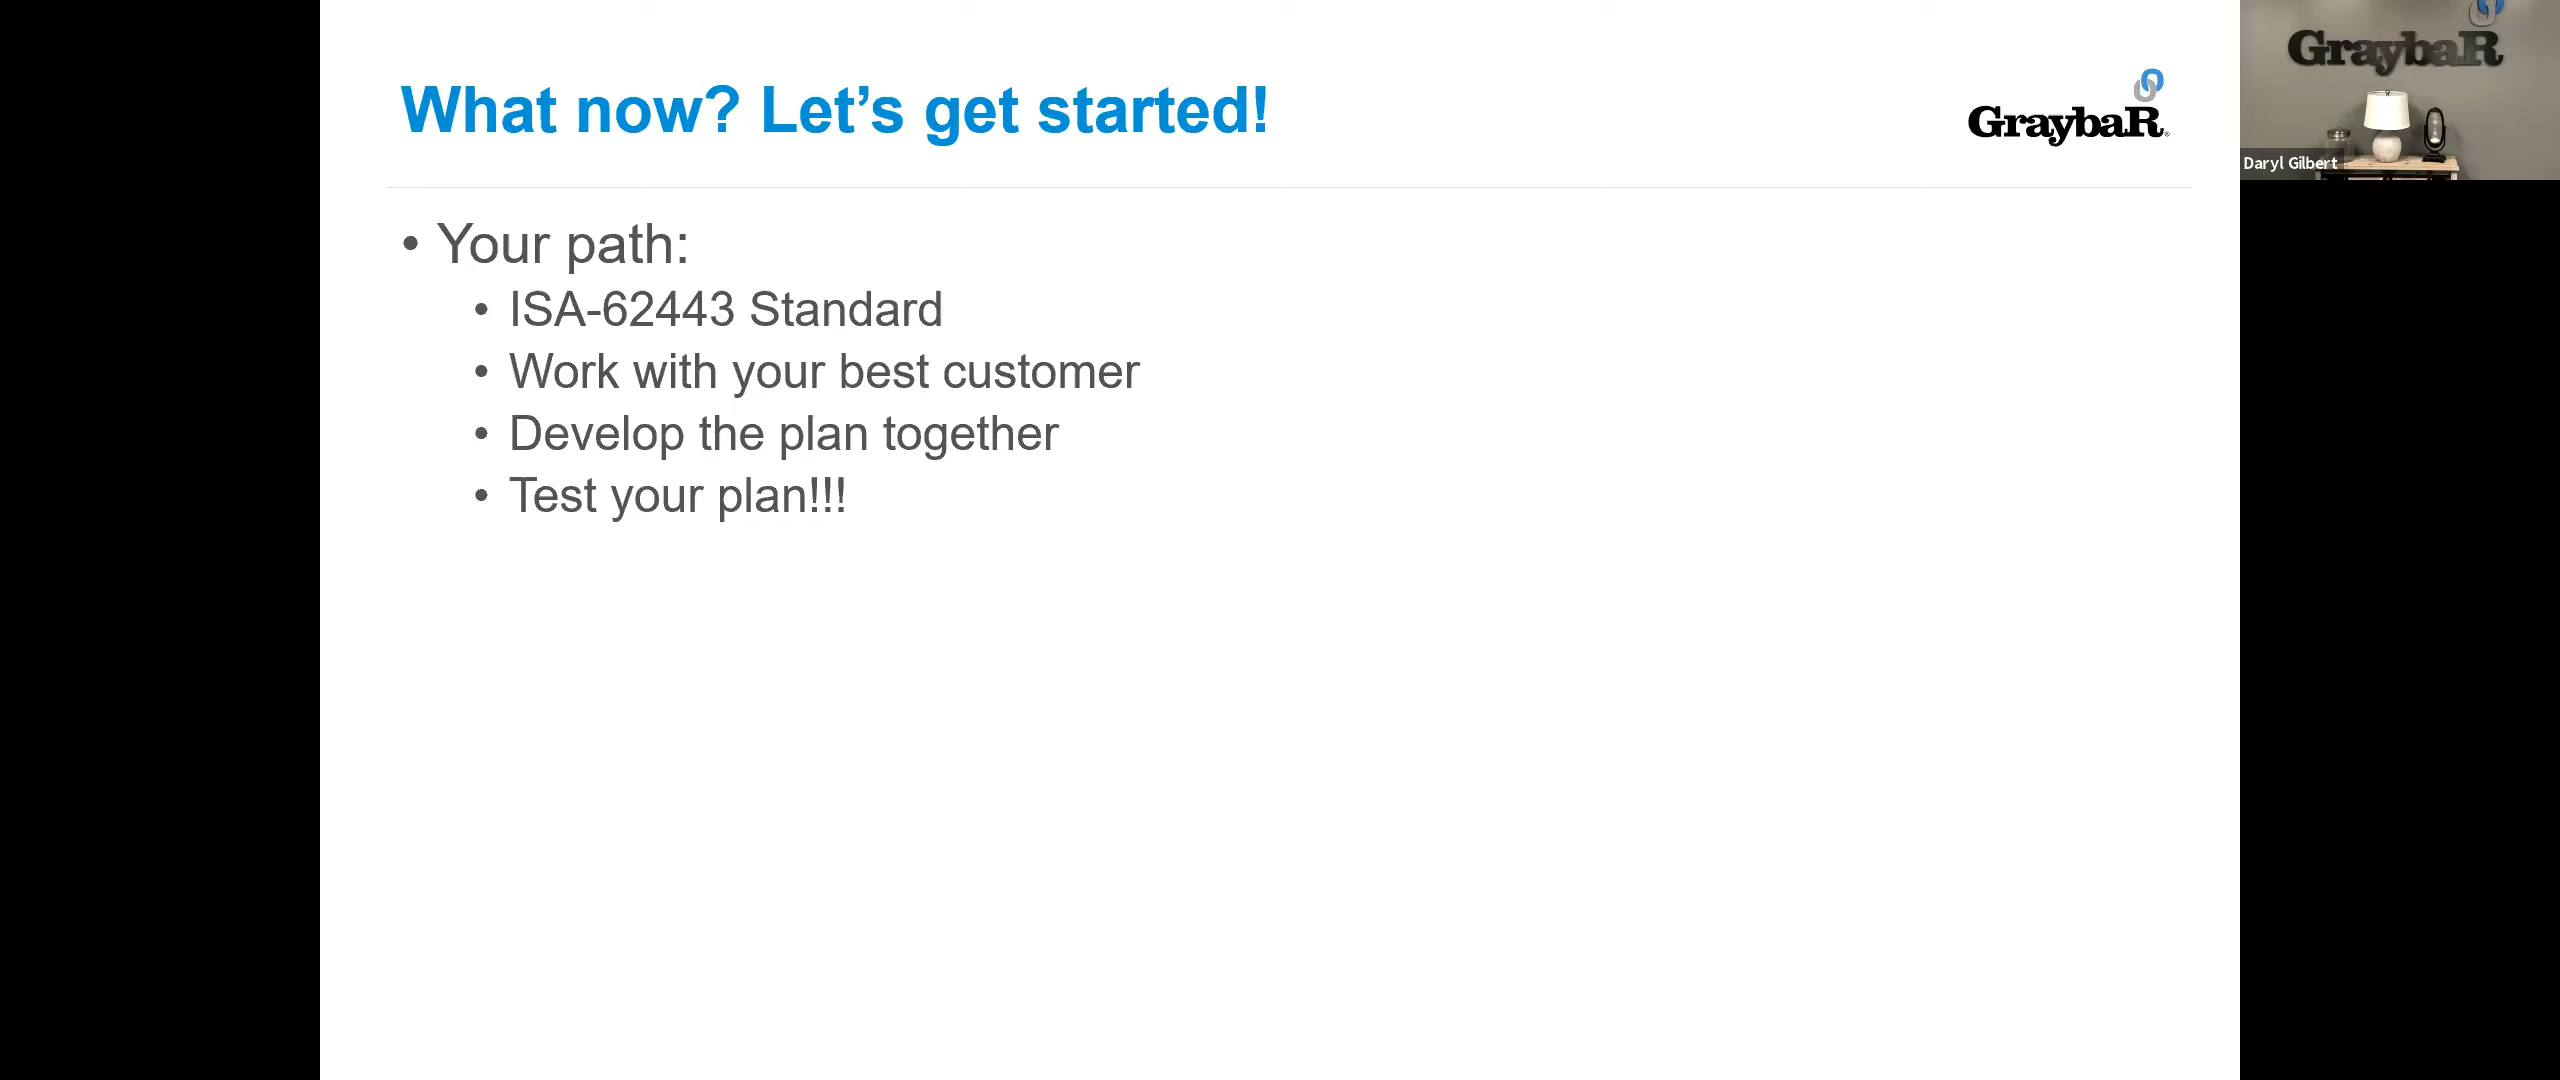 What now? Let’s get started!
GraybaR®
GraybaR
Daryl Gilbert
• Your path:
• ISA-62443 Standard
• Work with your best customer
• Develop the plan together
• Test your plan!!!